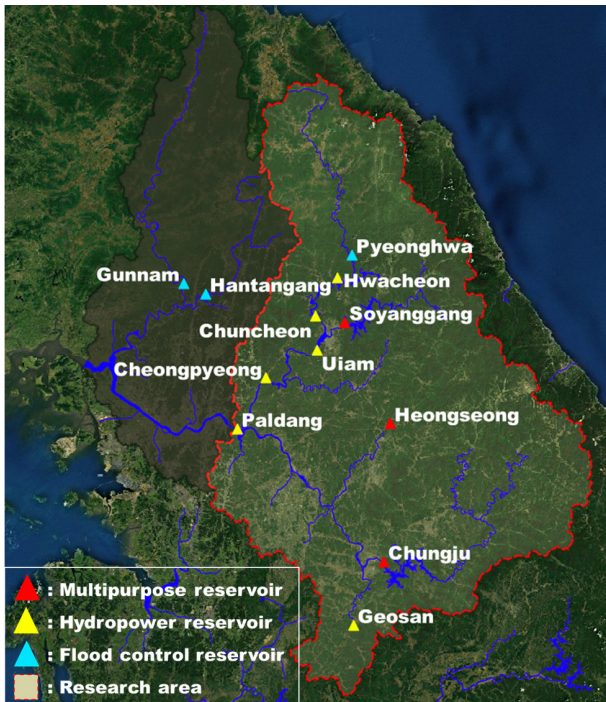 Pyeonghwa
Gunnam
Hantangang
Hwacheon
Soyanggang
Chuncheon
Uiam
Cheongpyeong
Heongseong
Paldang
Chungju
Geosan
: Multipurpose reservoir
: Hydropower reservoir
: Flood control reservoir
: Research area